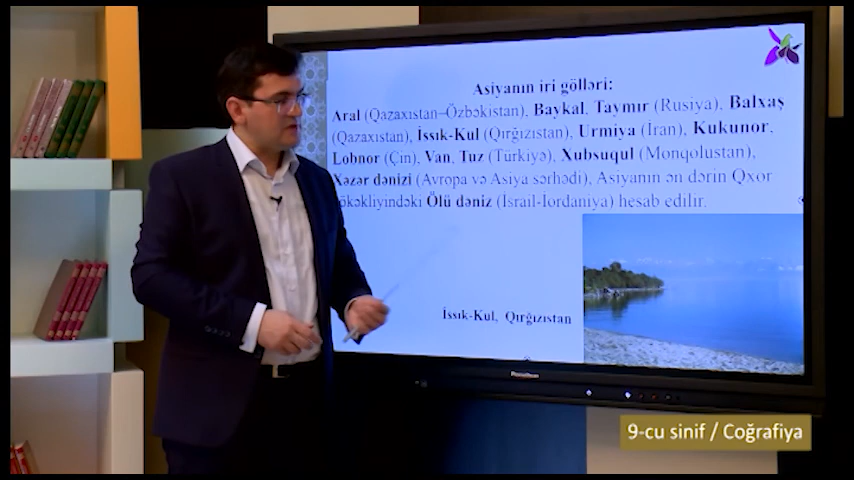 Asiyanın iri gölləri:
Aral (Qazaxıstan–Özbəkistan), Baykal, Taymır (Rusiya), Balxaş
(Qazaxıstan), İssık-Kul (Qırğızıstan), Urmiya (İran), Kukunor,
Lobnor (Çin), Van, Tuz (Türkiyə), Xubsuqul (Monqolustan),
Xəzər dənizi (Avropa və Asiya sərhədi), Asiyanın ən dərin Qxor
çökəkliyindəki Ölü dəniz (İsrail-İordaniya) hesab edilir.
İssık-Kul, Qırğızıstan
Promethean
9-cu sinif / Coğrafiya